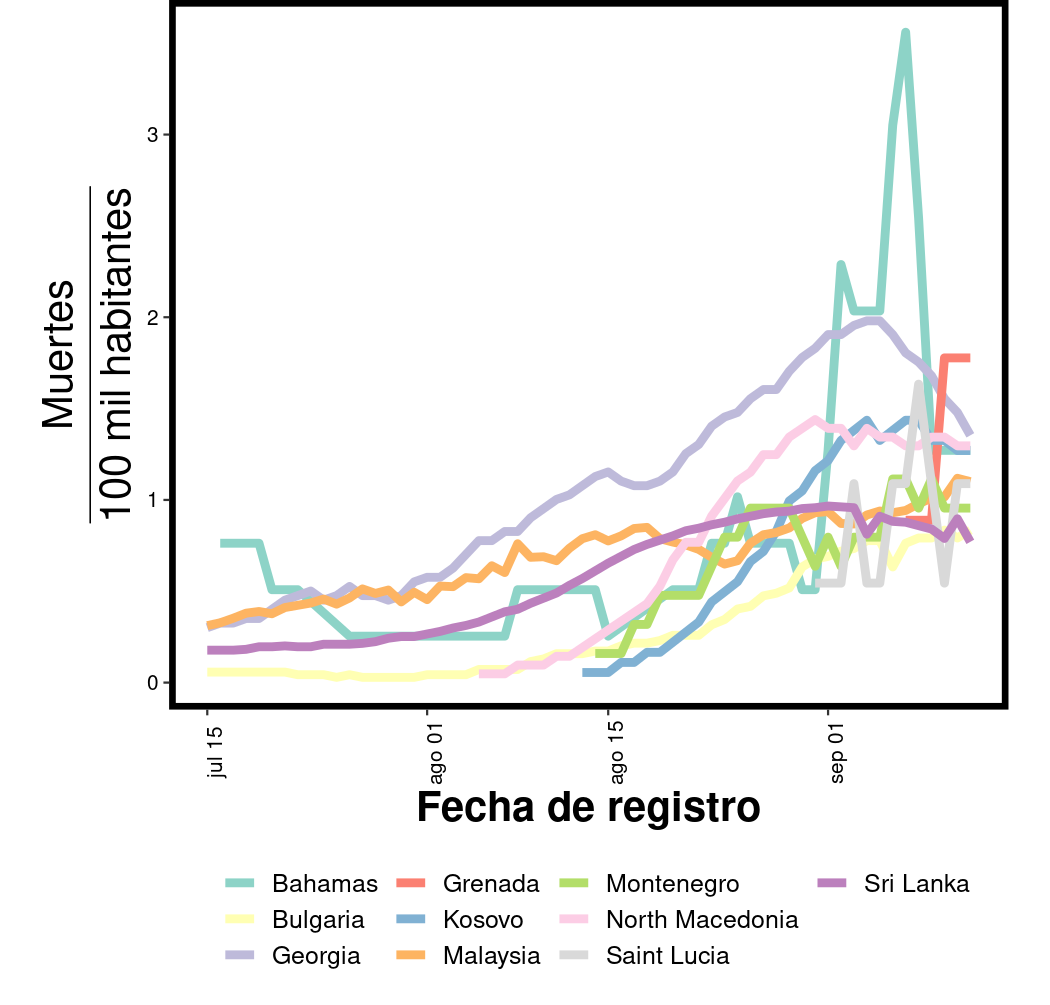 Muertes
100 mil habitantes
3
2
1
0
jul 15
ago 01
ago 15
sep 01
Fecha de registro
Bahamas
Grenada
Montenegro
Sri Lanka
Bulgaria
Kosovo
North Macedonia
Georgia
Malaysia
Saint Lucia